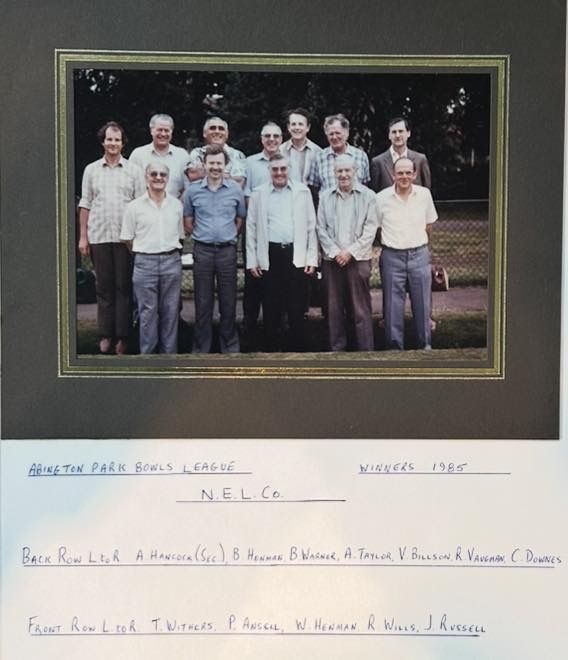 ABINGTON PARK BOWLS LEAGUE WINNERS 1985
N.E.L.CO.
BACK ROW L TO R A. HANCOCK (SEC), B. HENMAN, B WARNER, A. TAYLOR, V. BILLSON, R. VAUGHAN, C. DOWNES
FRONT ROW L. TO R. T. WITHERS, P. ANSELL, W. HENMAN, R WILLS, J. RUSSELL